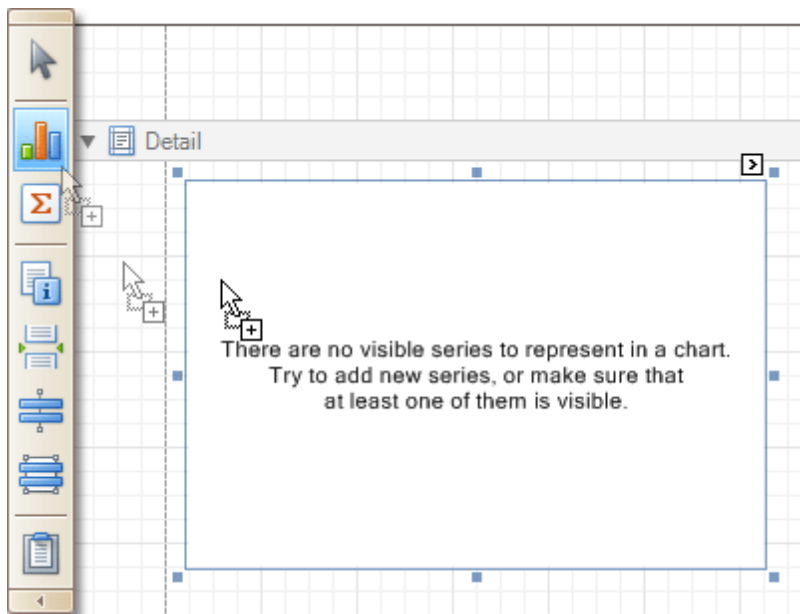 Detail
There are no visible series to represent in a chart.
Try to add new series, or make sure that
at least one of them is visible.